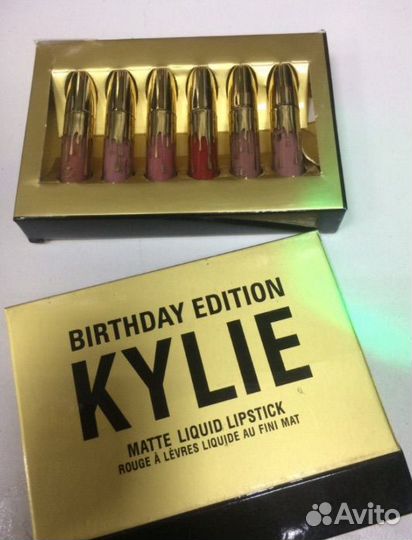 BIRTHDAY EDITION
KYLIE
MATTE LIQUID LIPSTICK
ROUGE À LÈVRES LIQUIDE AU FINI MAT
Avito